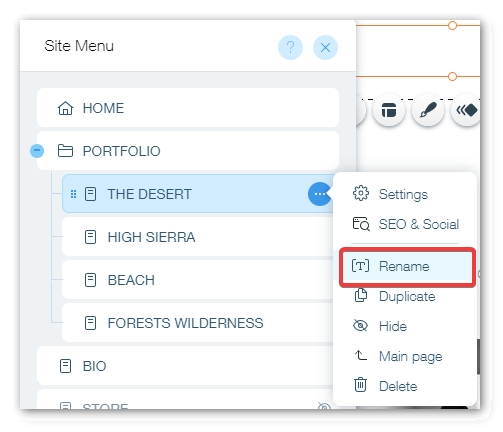 Site Menu
?
HOME
PORTFOLIO
THE DESERT
HIGH SIERRA
BEACH
FORESTS WILDERNESS
BIO
STORE
Settings
SEO & Social
[T] Rename
Duplicate
Hide
Main page
Delete